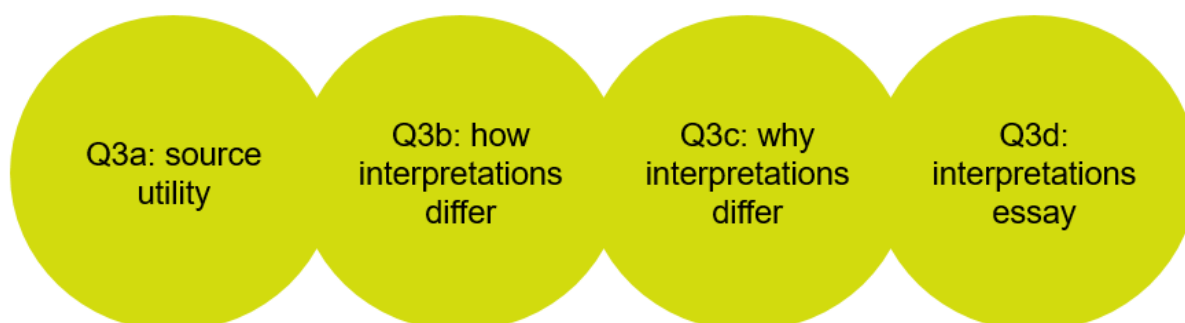 Q3a: source
utility
Q3b: how
interpretations
differ
Q3c: why
interpretations
differ
Q3d:
interpretations
essay